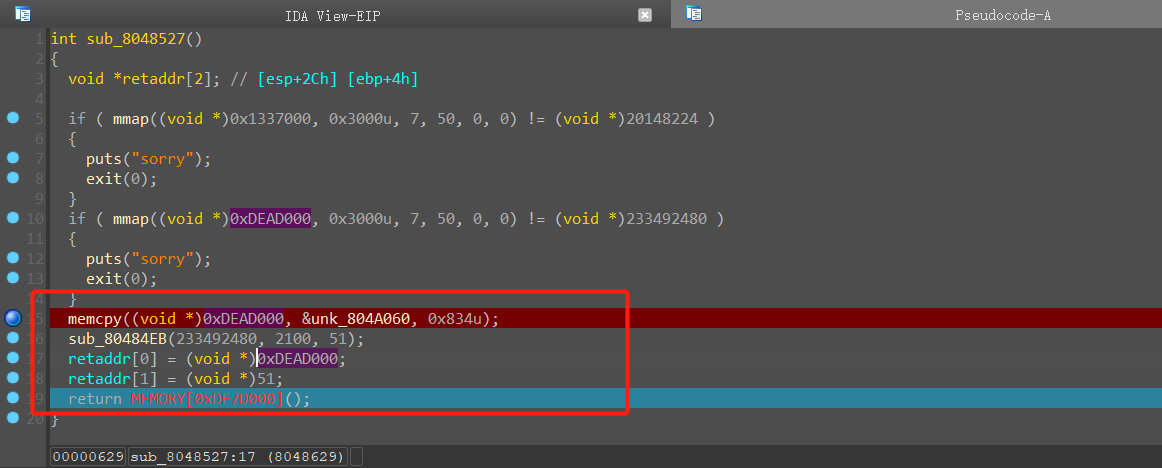 IDA View-EIP
Pseudocode-A
1 int sub_8048527()
2 {
3 void *retaddr[2]; // [esp+2Ch] [ebp+4h]
4
5 if ( mmap((void *)0x1337000, 0x3000u, 7, 50, 0, 0) != (void *)20148224 )
6 {
7 puts("sorry");
8 exit(0);
9 }
10 if ( mmap((void *)0xDEAD000, 0x3000u, 7, 50, 0, 0) != (void *)233492480 )
11 {
12 puts("sorry");
13 exit(0);
14 }
15 memcpy((void *)0xDEAD000, &unk_804A060, 0x834u);
16 sub_80484EB(233492480, 2100, 51);
17 retaddr[0] = (void *)0xDEAD000;
18 retaddr[1] = (void *)51;
19 return MEMORY[0xDF7D000]();
20 }
00000629 sub_8048527:17 (8048629)